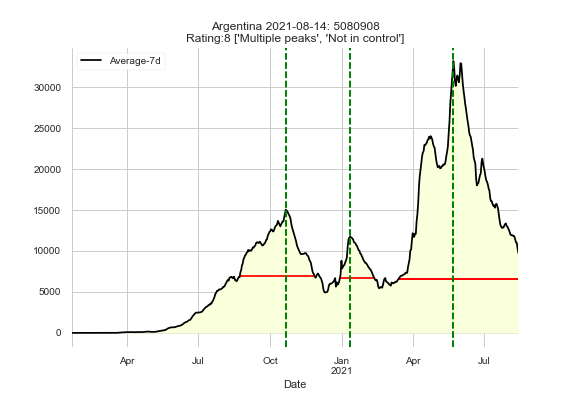 Argentina 2021-08-14: 5080908
Rating:8 ['Multiple peaks', 'Not in control']
Average-7d
30000
25000
20000
15000
10000
5000
0
Apr
Jul
Oct
Jan
2021
Apr
Jul
Date